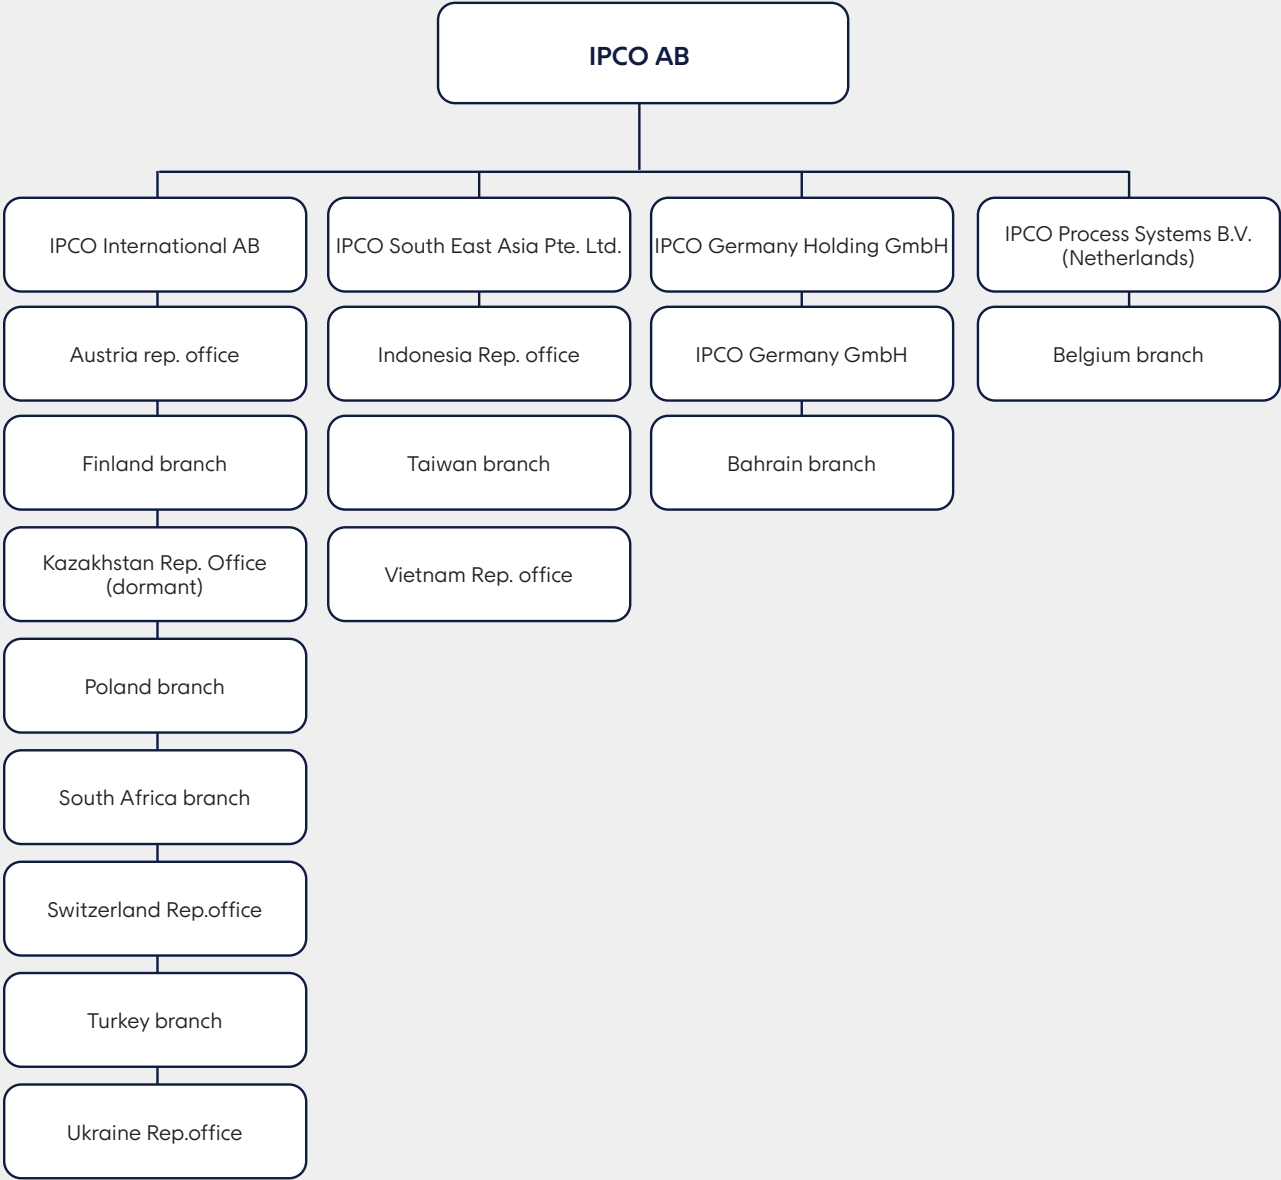 IPCO AB
IPCO International AB
IPCO South East Asia Pte. Ltd.
IPCO Germany Holding GmbH
IPCO Process Systems B.V.
(Netherlands)
Austria rep. office
Indonesia Rep. office
IPCO Germany GmbH
Belgium branch
Finland branch
Taiwan branch
Bahrain branch
Kazakhstan Rep. Office
(dormant)
Vietnam Rep. office
Poland branch
South Africa branch
Switzerland Rep.office
Turkey branch
Ukraine Rep.office